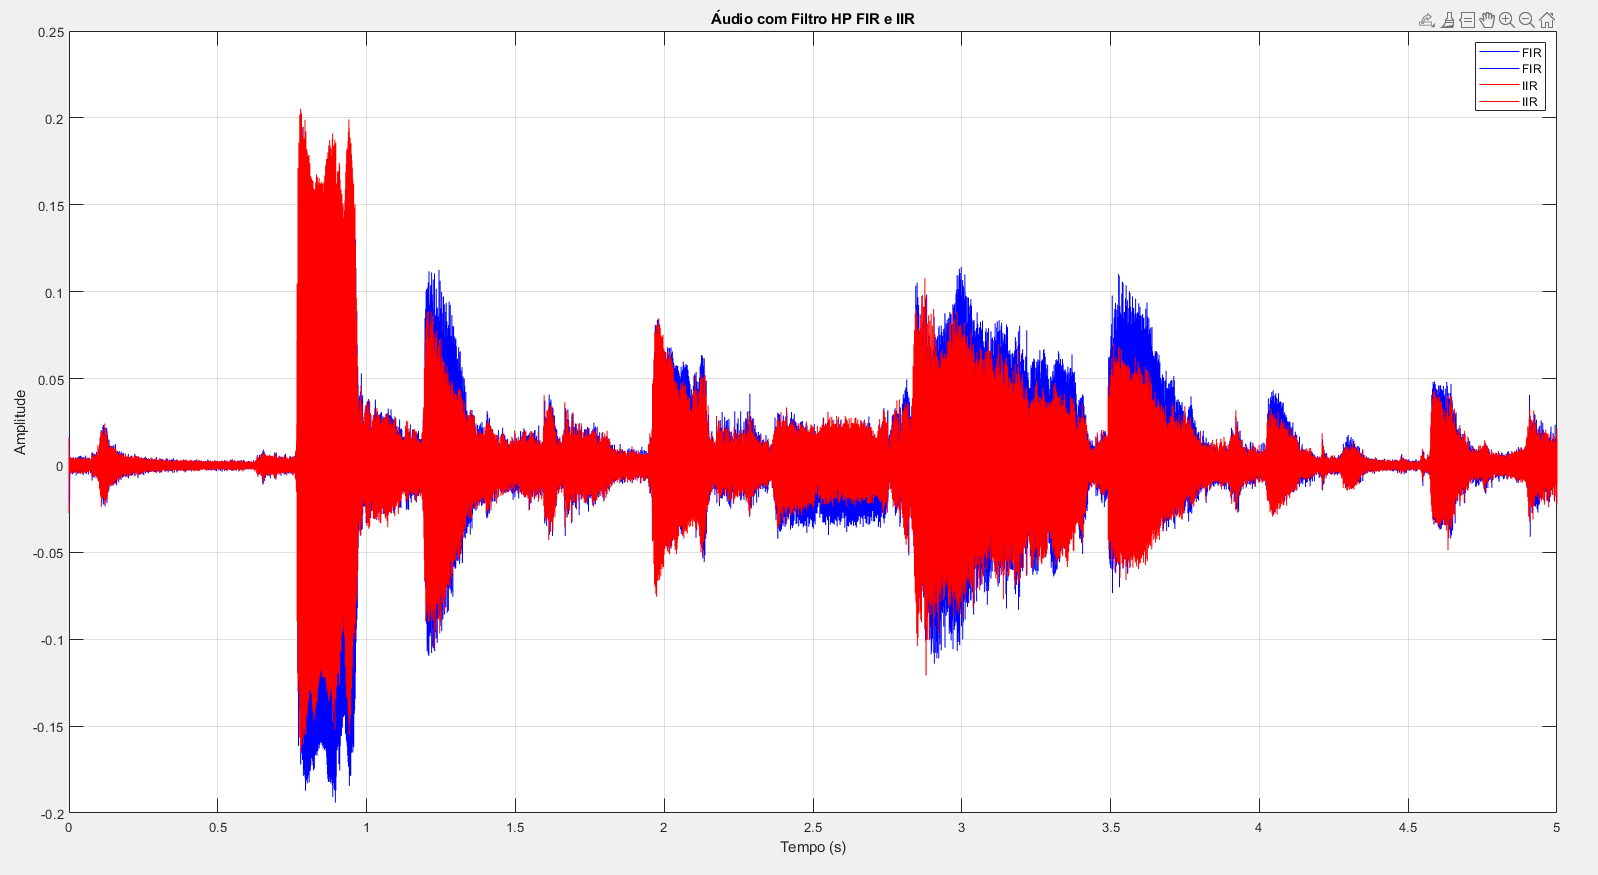 Áudio com Filtro HP FIR e IIR
FIR
FIR
IIR
IIR
Amplitude
0.25
0.2
0.15
0.1
0.05
0
-0.05
-0.1
-0.15
-0.2
0 0.5 1 1.5 2 2.5 3 3.5 4 4.5 5
Tempo (s)